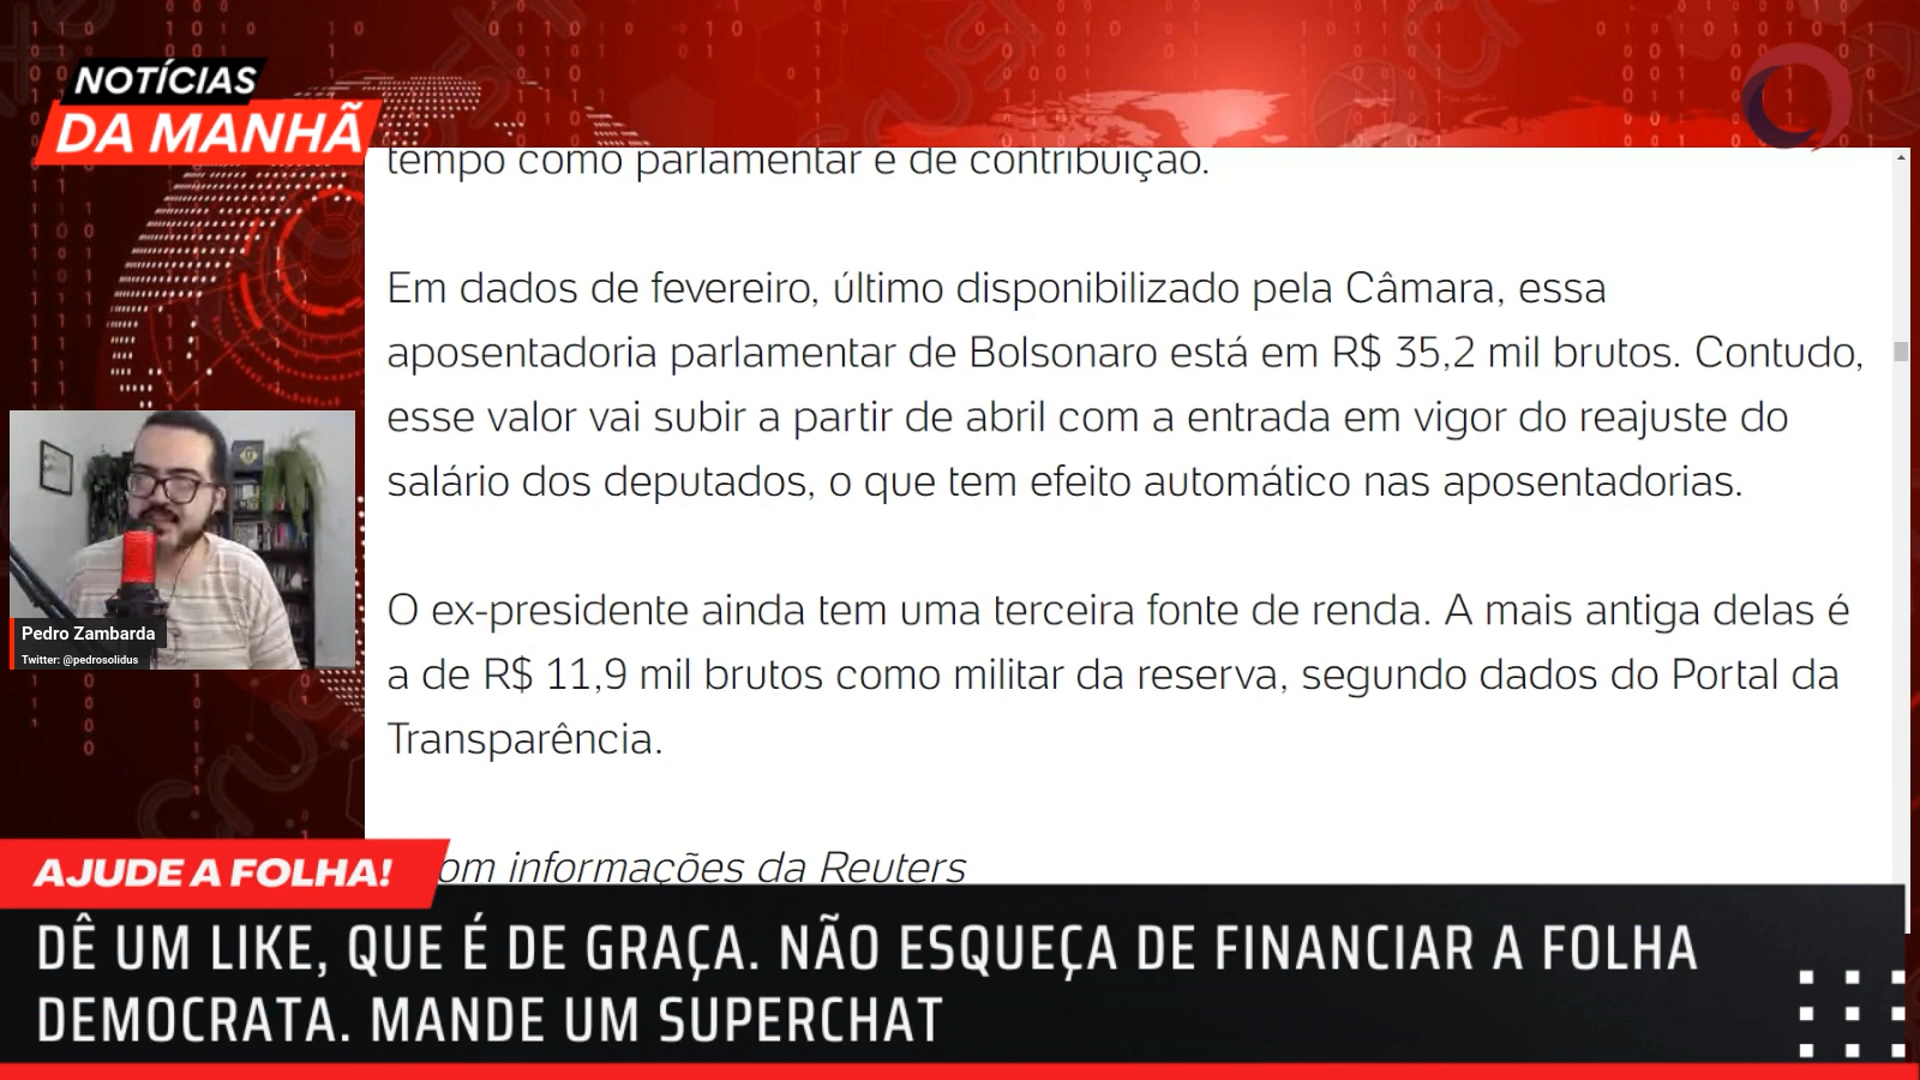 NOTÍCIAS
DA MANHÃ
tempo como parlamentar e de contribuição.
Em dados de fevereiro, último disponibilizado pela Câmara, essa
aposentadoria parlamentar de Bolsonaro está em R$ 35,2 mil brutos. Contudo,
esse valor vai subir a partir de abril com a entrada em vigor do reajuste do
salário dos deputados, o que tem efeito automático nas aposentadorias.
O ex-presidente ainda tem uma terceira fonte de renda. A mais antiga delas é
a de R$ 11,9 mil brutos como militar da reserva, segundo dados do Portal da
Transparência.
om informações da Reuters
Pedro Zambarda
Twitter: @pedrosolidus
AJUDE A FOLHA!
DÊ UM LIKE, QUE É DE GRAÇA. NÃO ESQUEÇA DE FINANCIAR A FOLHA
DEMOCRATA. MANDE UM SUPERCHAT